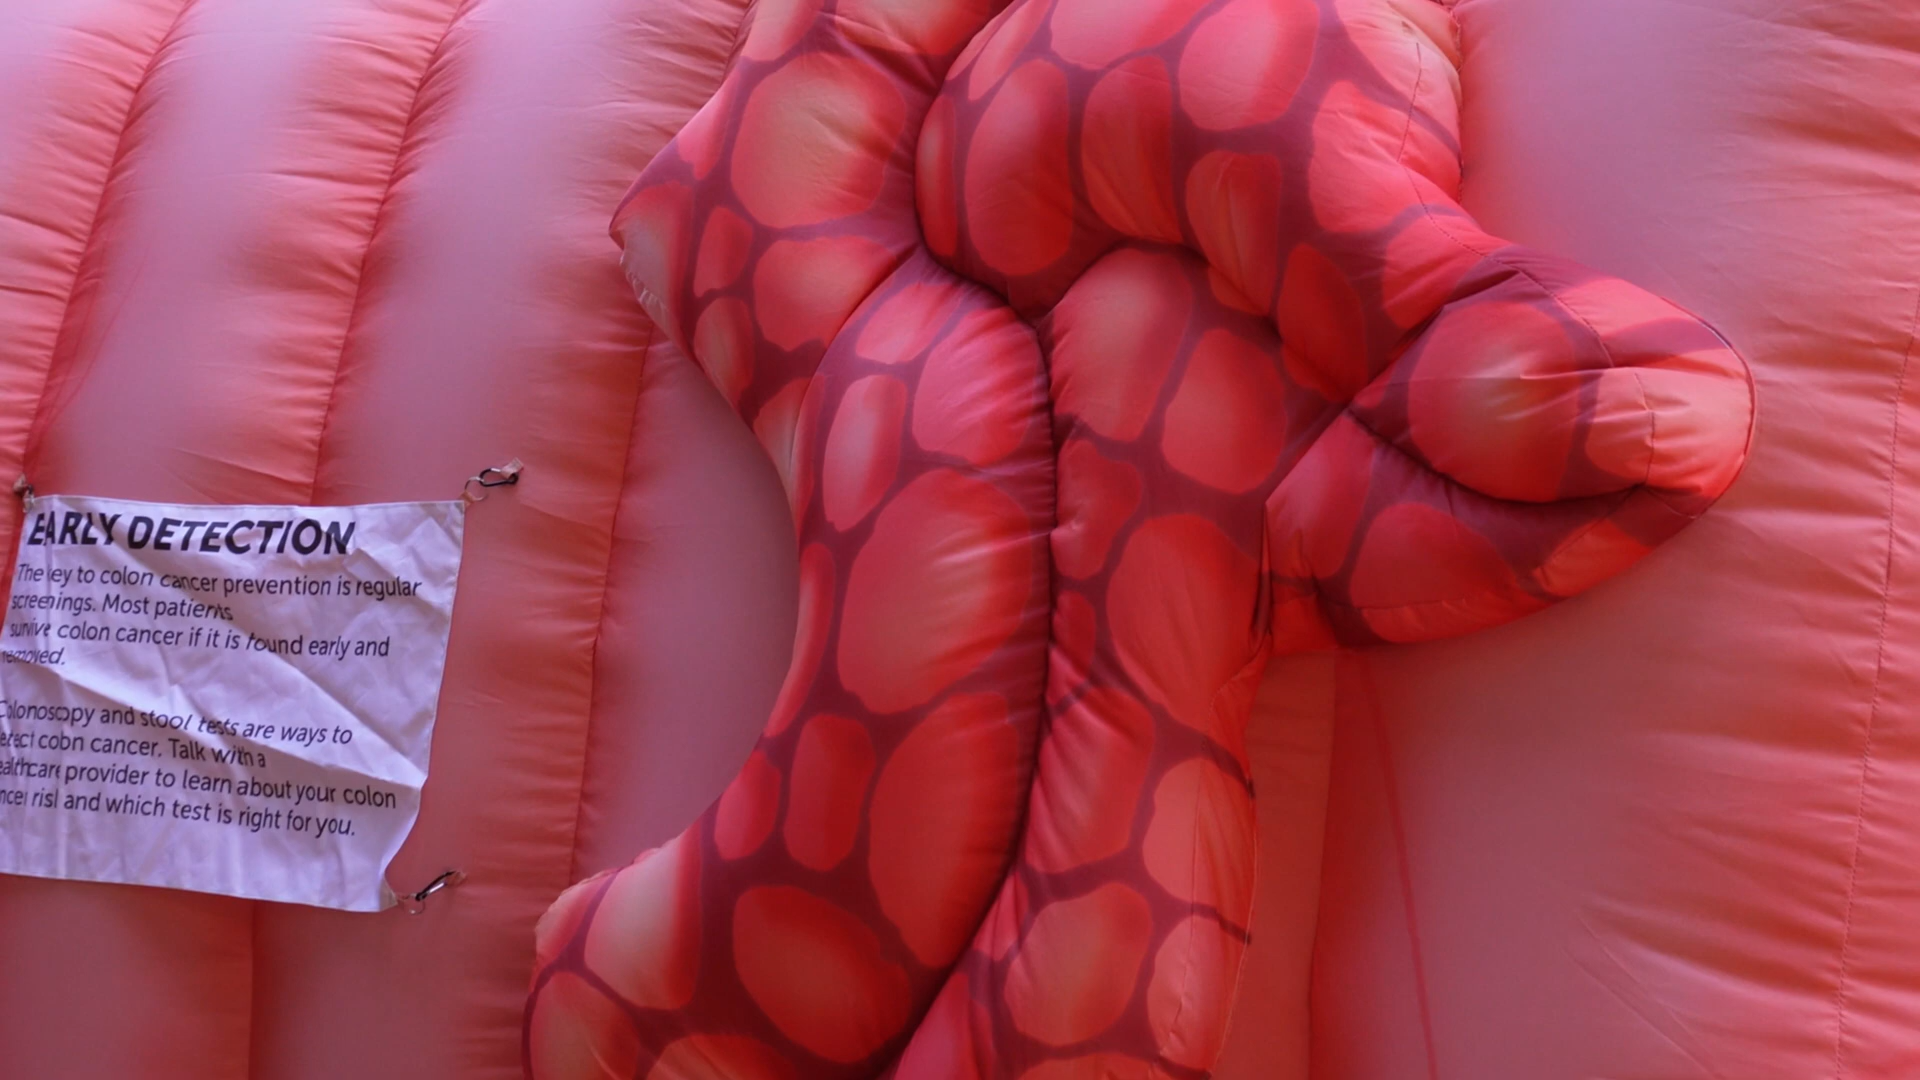 EARLY DETECTION
The key to colon cancer prevention is regular
screenings. Most patients
survive colon cancer if it is found early and
removed.
Colonoscopy and stool tests are ways to
detect colon cancer. Talk with a
healthcare provider to learn about your colon
cancer risk and which test is right for you.